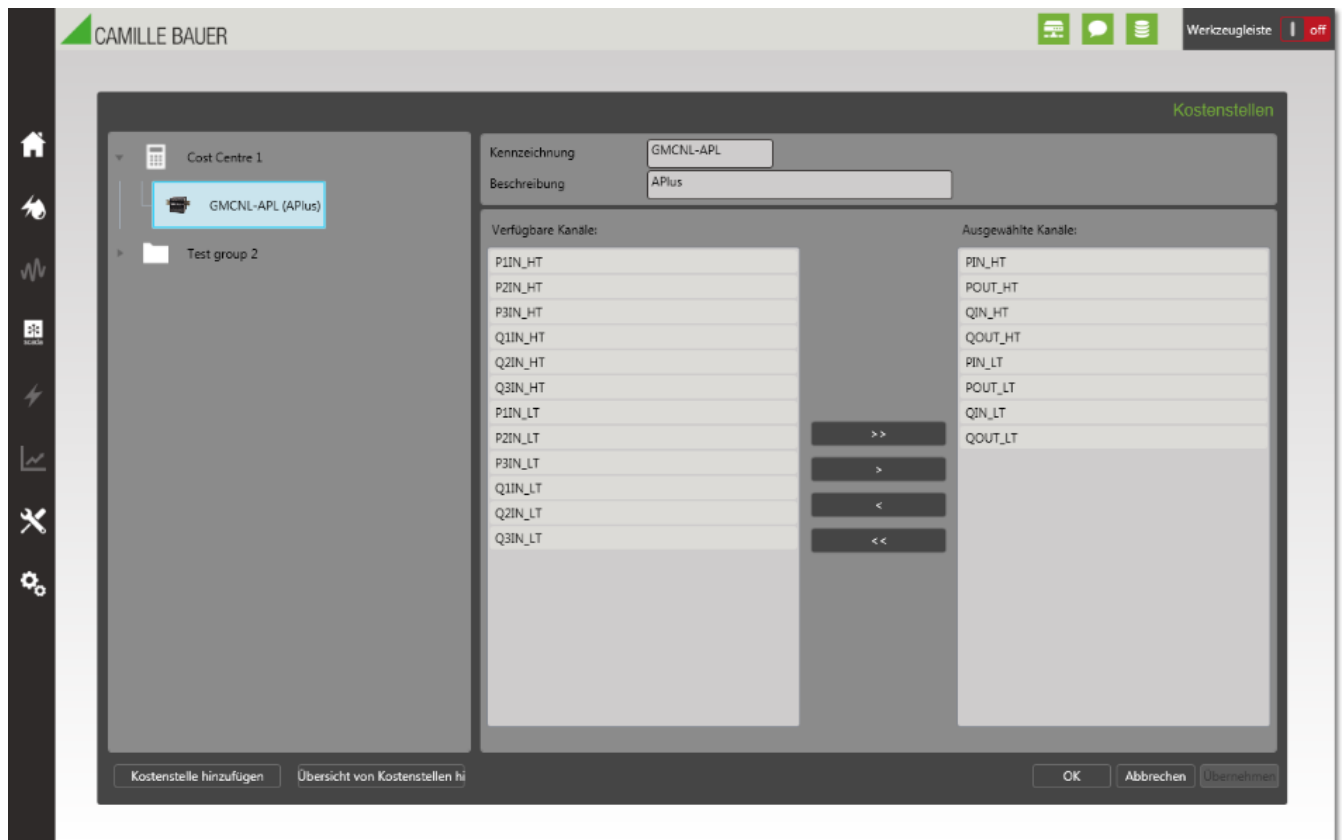 CAMILLE BAUER
Werkzeugleiste off
Kostenstellen
Cost Centre 1
GMCNL-APL (APlus)
Test group 2
Kennzeichnung GMCNL-APL
Beschreibung APlus
Verfügbare Kanäle:
P1IN_HT
P2IN_HT
P3IN_HT
Q1IN_HT
Q2IN_HT
Q3IN_HT
P1IN_LT
P2IN_LT
P3IN_LT
Q1IN_LT
Q2IN_LT
Q3IN_LT
>>
>
<
<<
Ausgewählte Kanäle:
PIN_HT
POUT_HT
QIN_HT
QOUT_HT
PIN_LT
POUT_LT
QIN_LT
QOUT_LT
scada
Kostenstelle hinzufügen
Übersicht von Kostenstellen hi
OK
Abbrechen
Übernehmen